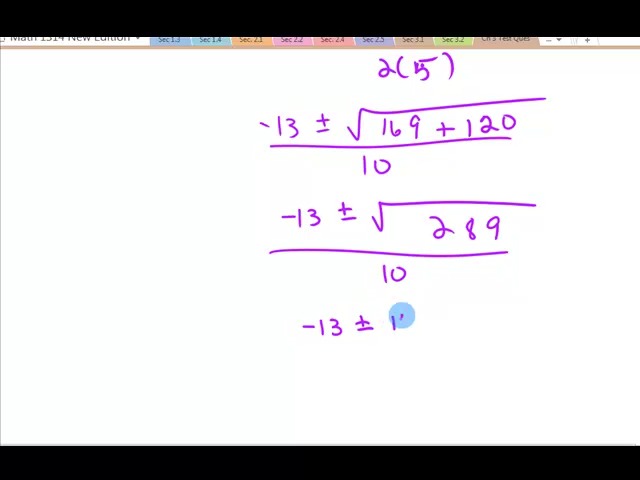 Math 1314 New Edition
Sec 1.3 Sec 1.4 Sec 2.1 Sec 2.2 Sec 2.4 Sec 2.5 Sec 3.1 Sec 3.2 Ch 3 Test Ques
2(5)
-13 ± √169 + 120
10
-13 ± √289
10
-13 ± 1